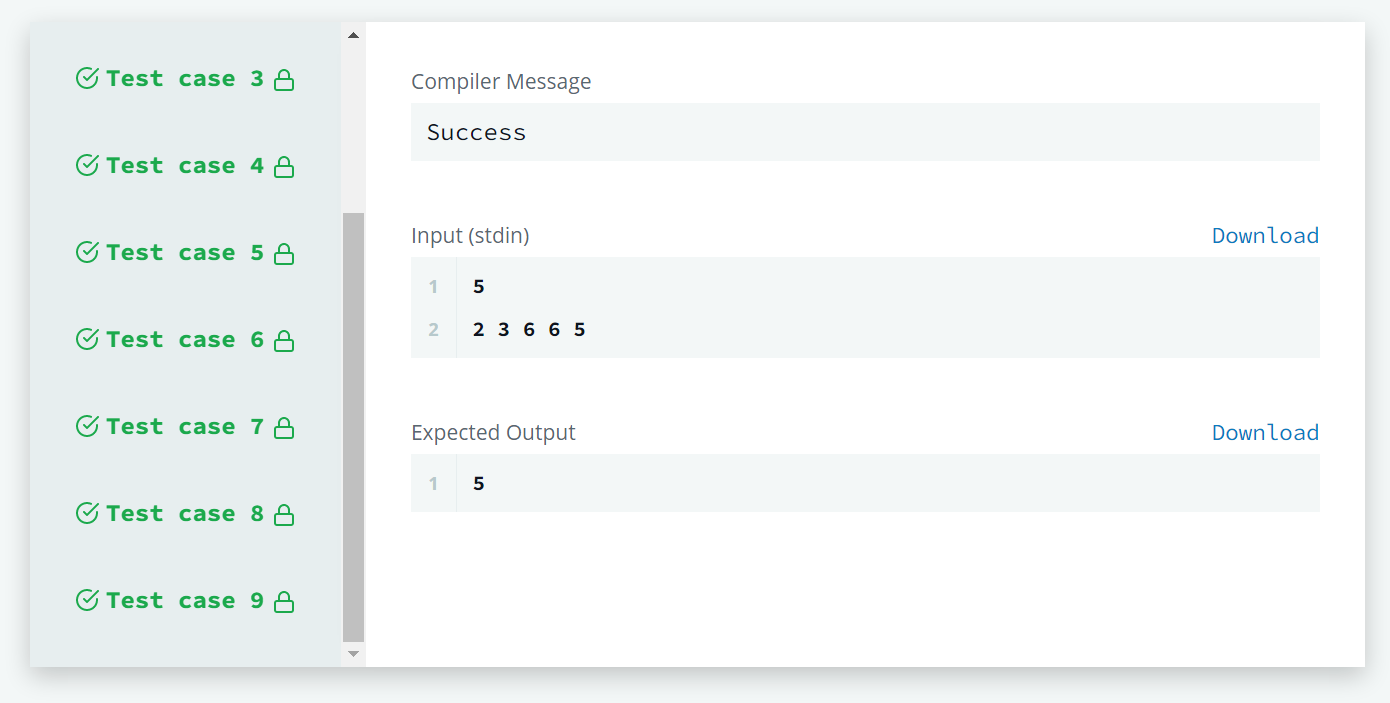 Test case 3
Test case 4
Test case 5
Test case 6
Test case 7
Test case 8
Test case 9
Compiler Message
Success
Input (stdin)
Download
1 5
2 2 3 6 6 5
Expected Output
Download
1 5